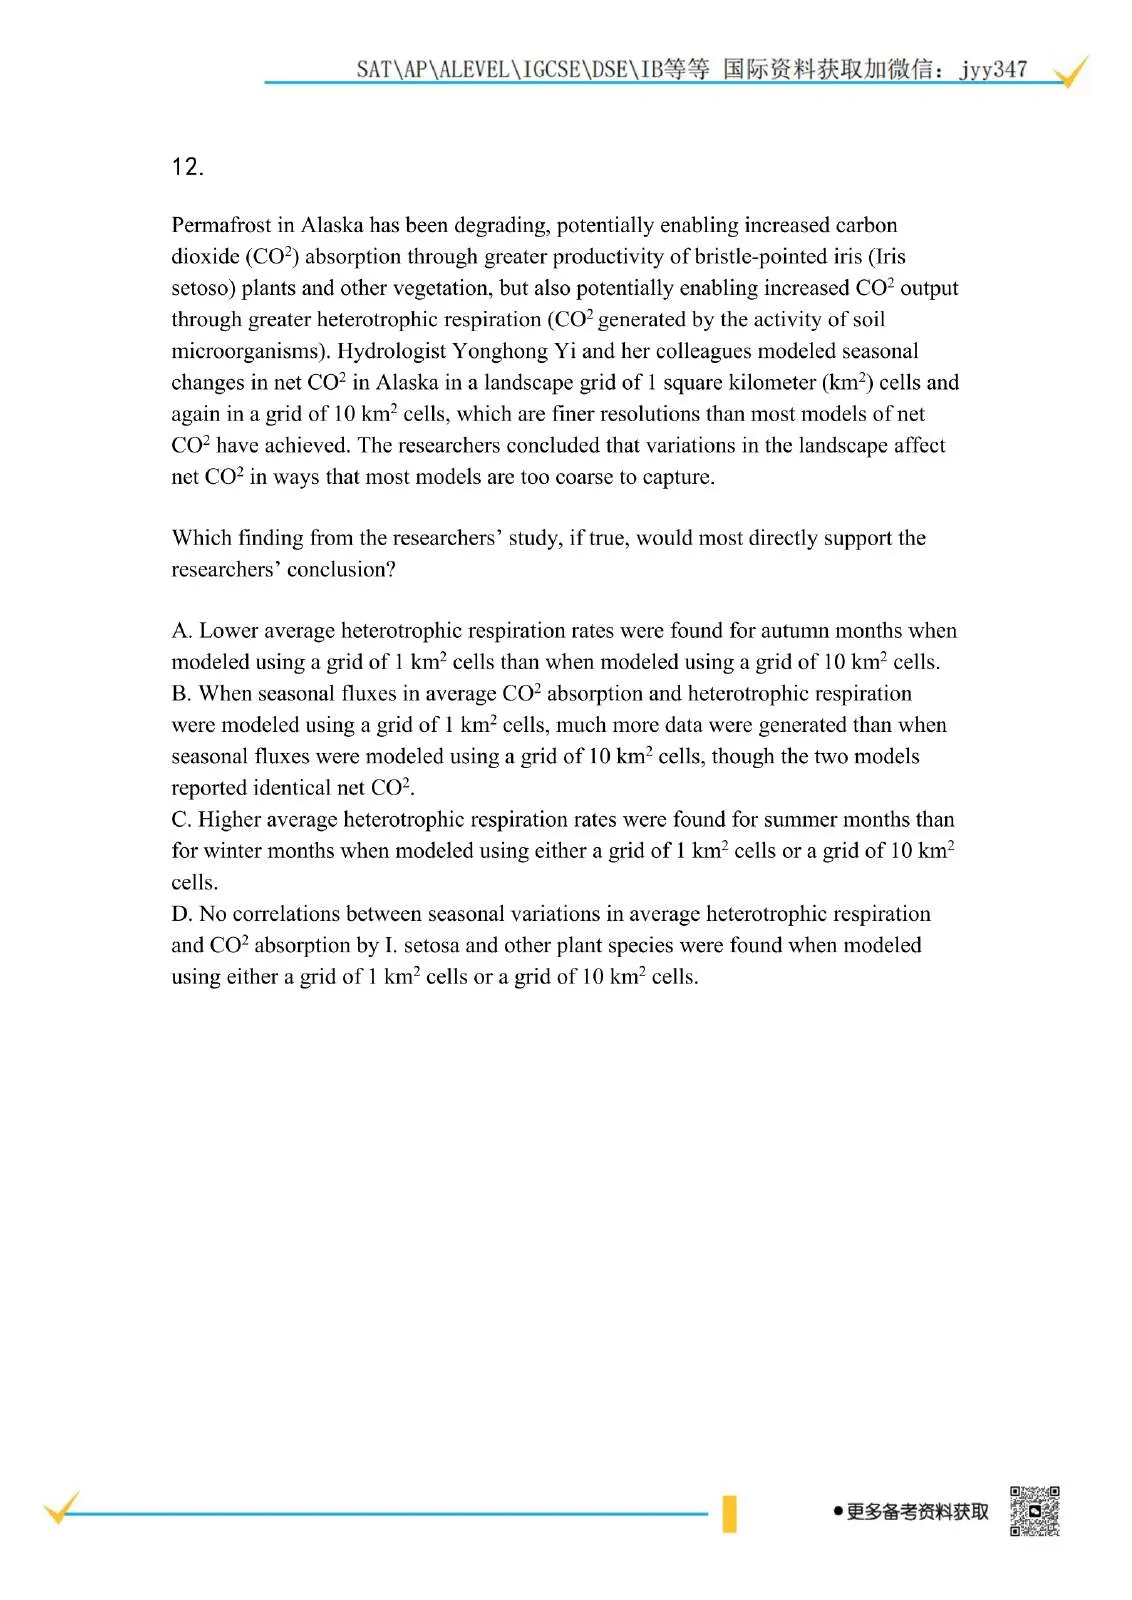 SAT\AP\ALEVEL\IGCSE\DSE\IB等等 国际资料获取加微信：jyy347
12.
Permafrost in Alaska has been degrading, potentially enabling increased carbon
dioxide (CO²) absorption through greater productivity of bristle-pointed iris (Iris
setoso) plants and other vegetation, but also potentially enabling increased CO² output
through greater heterotrophic respiration (CO² generated by the activity of soil
microorganisms). Hydrologist Yonghong Yi and her colleagues modeled seasonal
changes in net CO² in Alaska in a landscape grid of 1 square kilometer (km²) cells and
again in a grid of 10 km² cells, which are finer resolutions than most models of net
CO² have achieved. The researchers concluded that variations in the landscape affect
net CO² in ways that most models are too coarse to capture.
Which finding from the researchers’ study, if true, would most directly support the
researchers’ conclusion?
A. Lower average heterotrophic respiration rates were found for autumn months when
modeled using a grid of 1 km² cells than when modeled using a grid of 10 km² cells.
B. When seasonal fluxes in average CO² absorption and heterotrophic respiration
were modeled using a grid of 1 km² cells, much more data were generated than when
seasonal fluxes were modeled using a grid of 10 km² cells, though the two models
reported identical net CO².
C. Higher average heterotrophic respiration rates were found for summer months than
for winter months when modeled using either a grid of 1 km² cells or a grid of 10 km²
cells.
D. No correlations between seasonal variations in average heterotrophic respiration
and CO² absorption by I. setosa and other plant species were found when modeled
using either a grid of 1 km² cells or a grid of 10 km² cells.
●更多备考资料获取